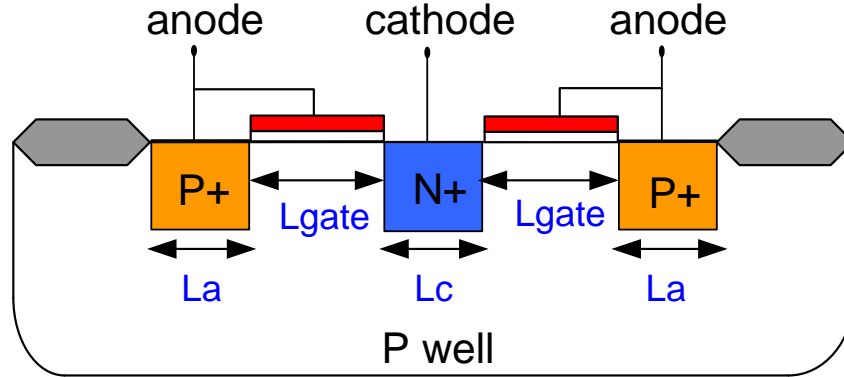 anode cathode anode
P+ N+ P+
Lgate Lgate
La Lc La
P well